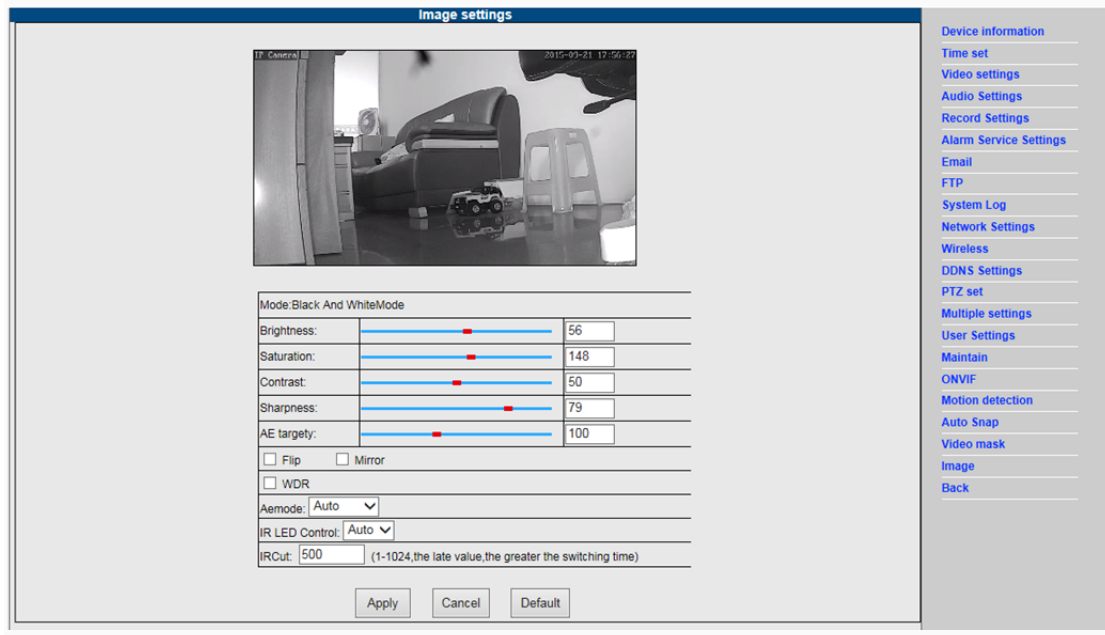 Image settings
IP Camera
2015-09-21 17:56:27
Mode:Black And WhiteMode
Brightness: 56
Saturation: 148
Contrast: 50
Sharpness: 79
AE targety: 100
Flip Mirror
WDR
Aemode: Auto
IR LED Control: Auto
IRCut: 500 (1-1024,the late value,the greater the switching time)
Apply Cancel Default
Device information
Time set
Video settings
Audio Settings
Record Settings
Alarm Service Settings
Email
FTP
System Log
Network Settings
Wireless
DDNS Settings
PTZ set
Multiple settings
User Settings
Maintain
ONVIF
Motion detection
Auto Snap
Video mask
Image
Back